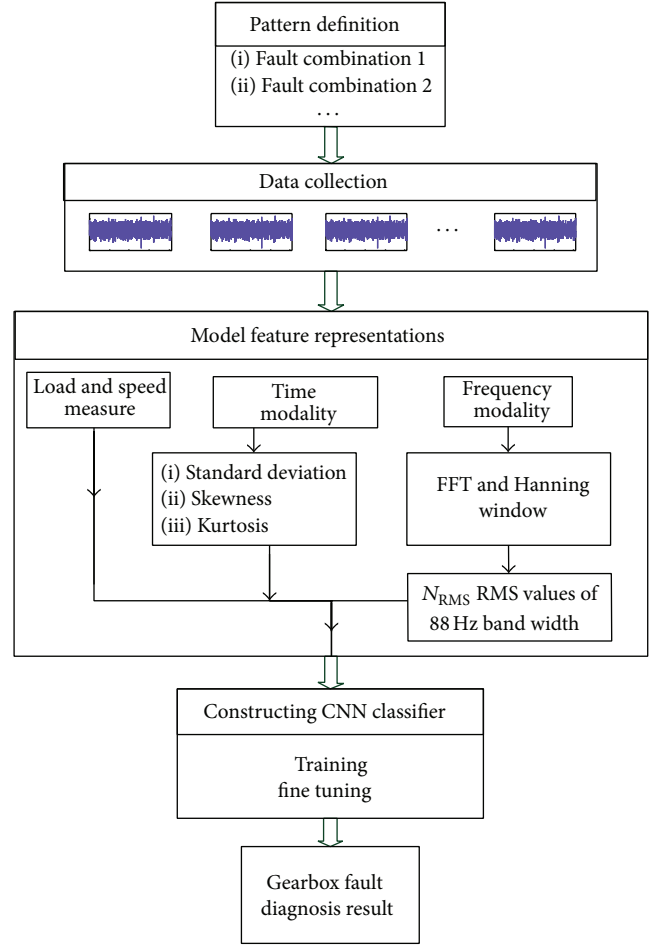 Pattern definition
(i) Fault combination 1
(ii) Fault combination 2
...
Data collection
...
Model feature representations
Load and speed
measure
Time
modality
Frequency
modality
(i) Standard deviation
(ii) Skewness
(iii) Kurtosis
FFT and Hanning
window
N_RMS RMS values of
88 Hz band width
Constructing CNN classifier
Training
fine tuning
Gearbox fault
diagnosis result